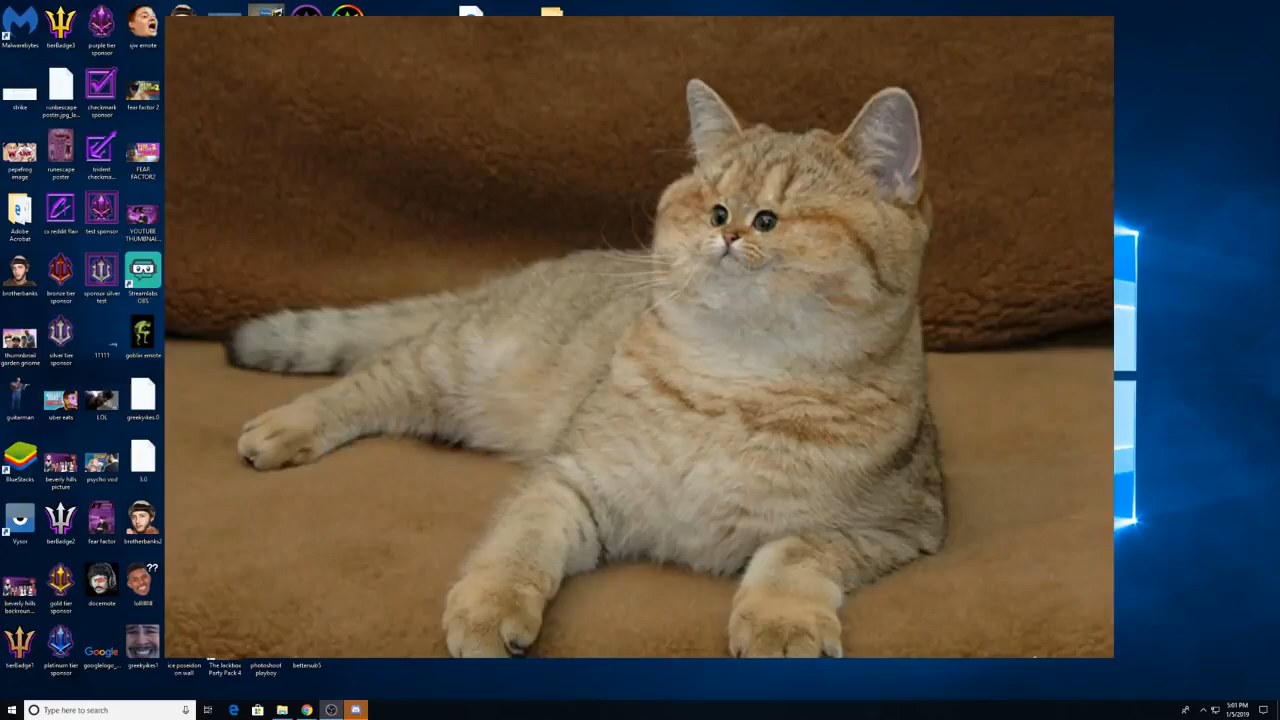 Malwarebytes
tierBadge3
purple tier
sponsor
sjw emote
strike
runbescape
poster.jpg_la...
checkmark
sponsor
fear factor 2
pepefrog
image
runescape
poster
trident
checkma...
FEAR
FACTOR2
Adobe
Acrobat
cx reddit flair
test sponsor
YOUTUBE
THUMBNAI...
brotherbanks
bronze tier
sponsor
sponsor silver
test
Streamlabs
OBS
thumnbnail
garden gnome
silver tier
sponsor
11111
goblin emote
guitarman
uber eats
LOL
greekyikes.0
BlueStacks
beverly hills
picture
psycho vod
3.0
Vysor
tierBadge2
fear factor
brotherbanks2
??
beverly hills
backroun...
gold tier
sponsor
docemote
lolllllllll
Google
tierBadge1
platinum tier
sponsor
googlelogo_...
greekyikes1
ice poseidon
on wall
The Jackbox
Party Pack 4
photoshoot
playboy
bettersub5
Type here to search
5:01 PM
1/5/2019